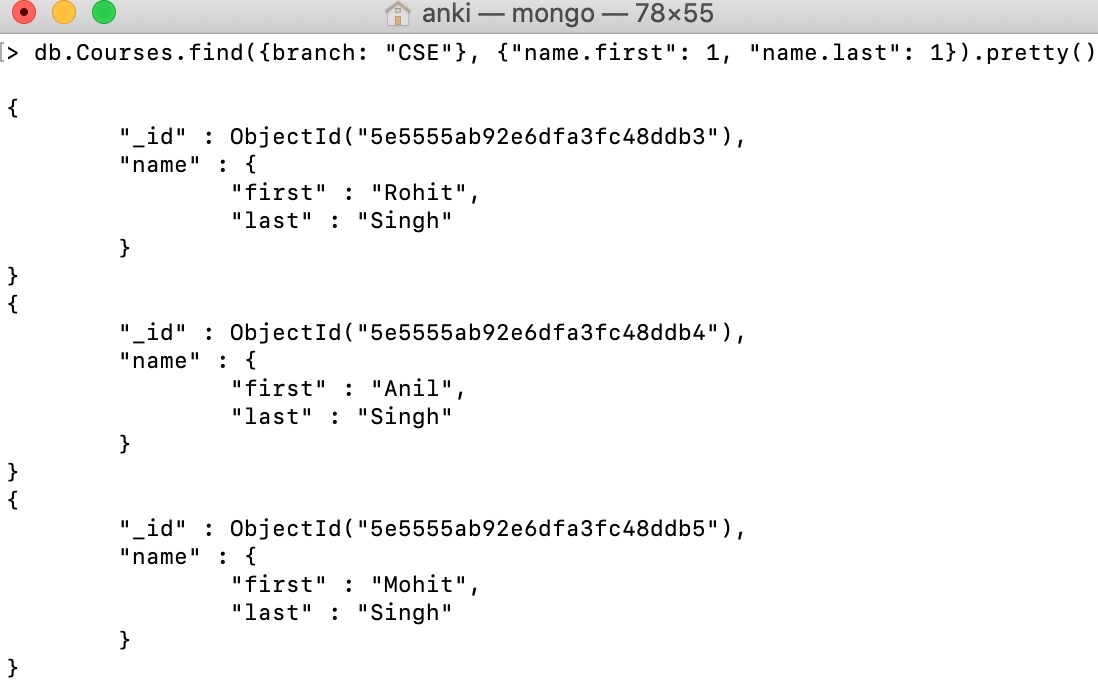 anki — mongo — 78×55
[> db.Courses.find({branch: "CSE"}, {"name.first": 1, "name.last": 1}).pretty()
{
"_id" : ObjectId("5e5555ab92e6dfa3fc48ddb3"),
"name" : {
"first" : "Rohit",
"last" : "Singh"
}
}
{
"_id" : ObjectId("5e5555ab92e6dfa3fc48ddb4"),
"name" : {
"first" : "Anil",
"last" : "Singh"
}
}
{
"_id" : ObjectId("5e5555ab92e6dfa3fc48ddb5"),
"name" : {
"first" : "Mohit",
"last" : "Singh"
}
}